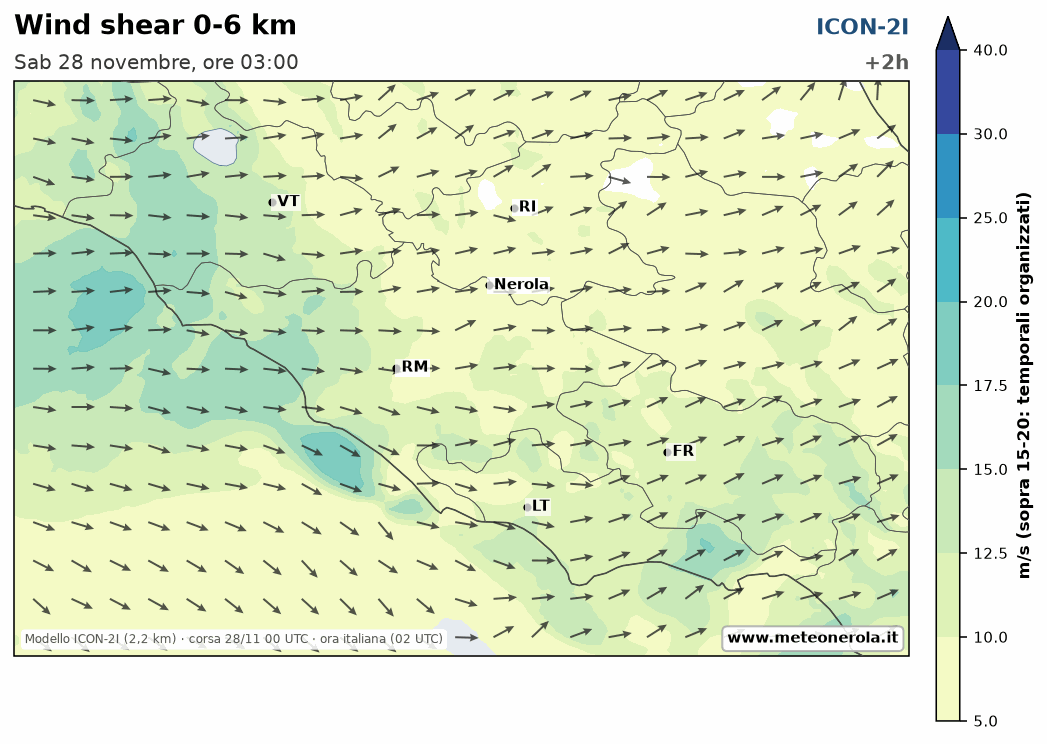 Wind shear 0-6 km
ICON-2I
Sab 28 novembre, ore 03:00
+2h
40.0
30.0
25.0
20.0
17.5
15.0
12.5
10.0
5.0
m/s (sopra 15-20: temporali organizzati)
VT
RI
Nerola
RM
FR
LT
Modello ICON-2I (2,2 km) · corsa 28/11 00 UTC · ora italiana (02 UTC)
www.meteonerola.it